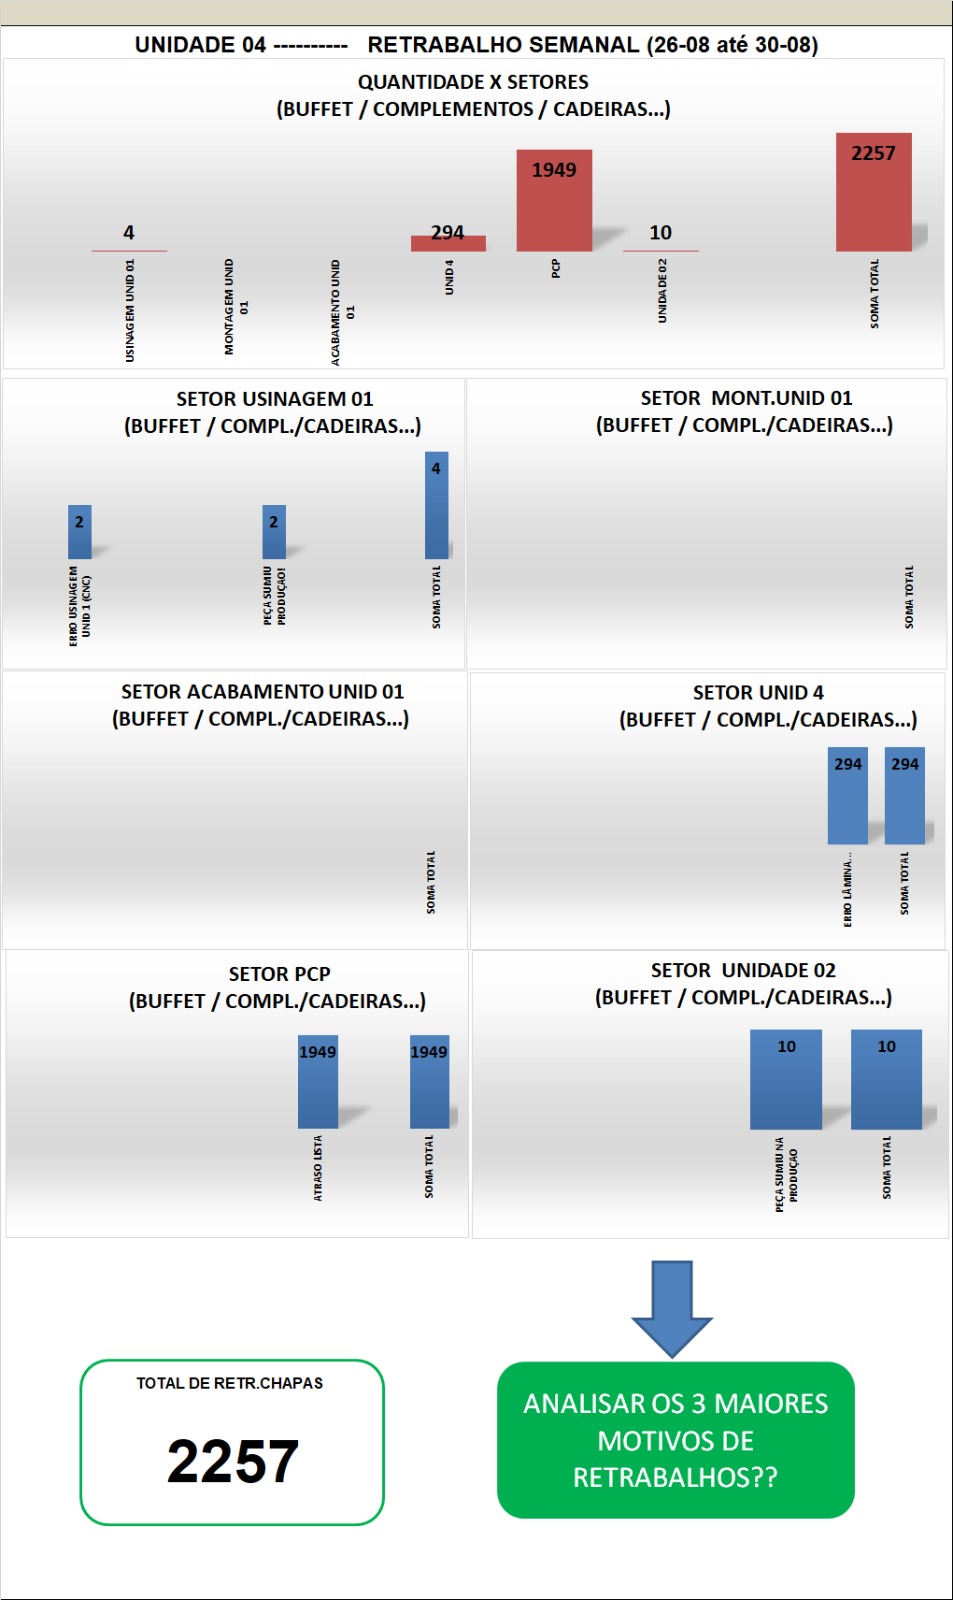 UNIDADE 04 ---------- RETRABALHO SEMANAL (26-08 até 30-08)
QUANTIDADE X SETORES
(BUFFET / COMPLEMENTOS / CADEIRAS...)
4
294
1949
10
2257
USINAGEM UNID 01
MONTAGEM UNID
01
ACABAMENTO UNID
01
UNID 4
PCP
UNIDADE 02
SOMA TOTAL
SETOR USINAGEM 01
(BUFFET / COMPL./CADEIRAS...)
2
2
4
ERRO USINAGEM
UNID 1 (CNC)
PEÇA SUMIU
PRODUÇAO!
SOMA TOTAL
SETOR MONT.UNID 01
(BUFFET / COMPL./CADEIRAS...)
SOMA TOTAL
SETOR ACABAMENTO UNID 01
(BUFFET / COMPL./CADEIRAS...)
SOMA TOTAL
SETOR UNID 4
(BUFFET / COMPL./CADEIRAS...)
294
294
ERRO LÂMINA...
SOMA TOTAL
SETOR PCP
(BUFFET / COMPL./CADEIRAS...)
1949
1949
ATRASO LISTA
SOMA TOTAL
SETOR UNIDADE 02
(BUFFET / COMPL./CADEIRAS...)
10
10
PEÇA SUMIU NA
PRODUÇAO
SOMA TOTAL
TOTAL DE RETR.CHAPAS
2257
ANALISAR OS 3 MAIORES
MOTIVOS DE
RETRABALHOS??